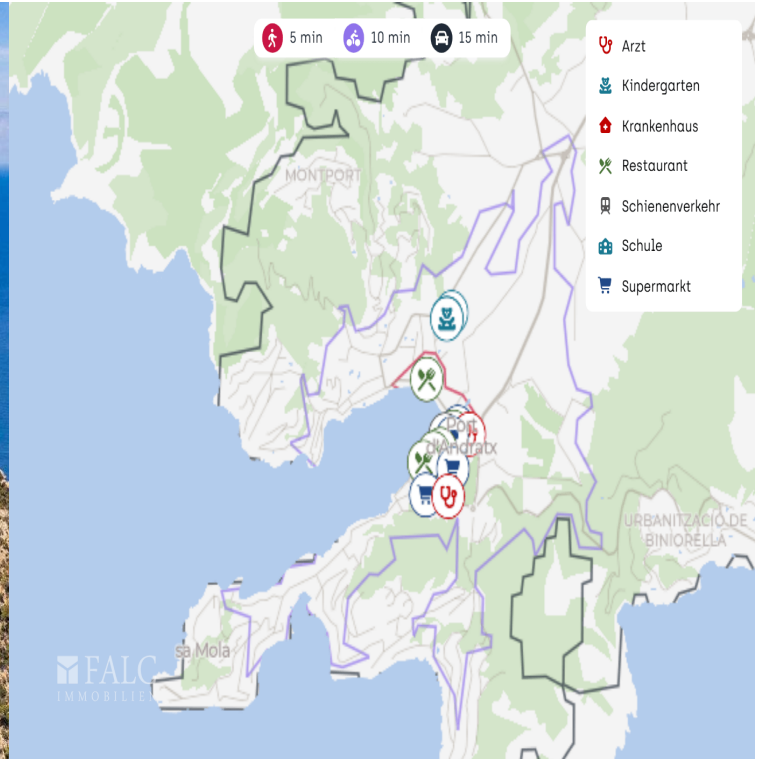 5 min
10 min
15 min
Arzt
Kindergarten
Krankenhaus
Restaurant
Schienenverkehr
Schule
Supermarkt
MONTPORT
Port
d'Andratx
URBANITZACIÓ DE
BINIORELLA
sa Mola
FALC
IMMOBILIEN